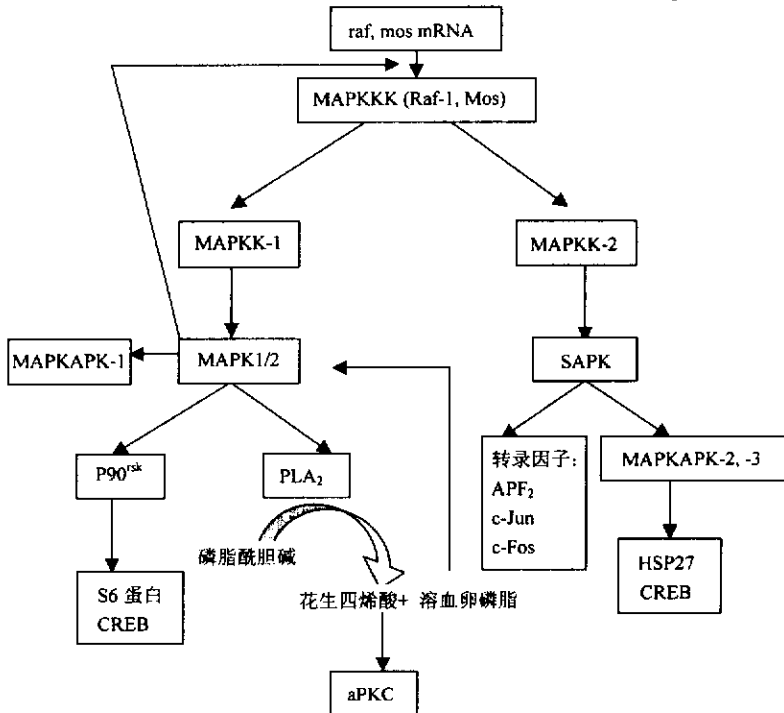 raf, mos mRNA
MAPKKK (Raf-1, Mos)
MAPKK-1
MAPKK-2
MAPKAPK-1
MAPK1/2
SAPK
P90rsk
PLA2
转录因子:
APF2
c-Jun
c-Fos
MAPKAPK-2, -3
磷脂酰胆碱
S6 蛋白
CREB
花生四烯酸+ 溶血卵磷脂
HSP27
CREB
aPKC